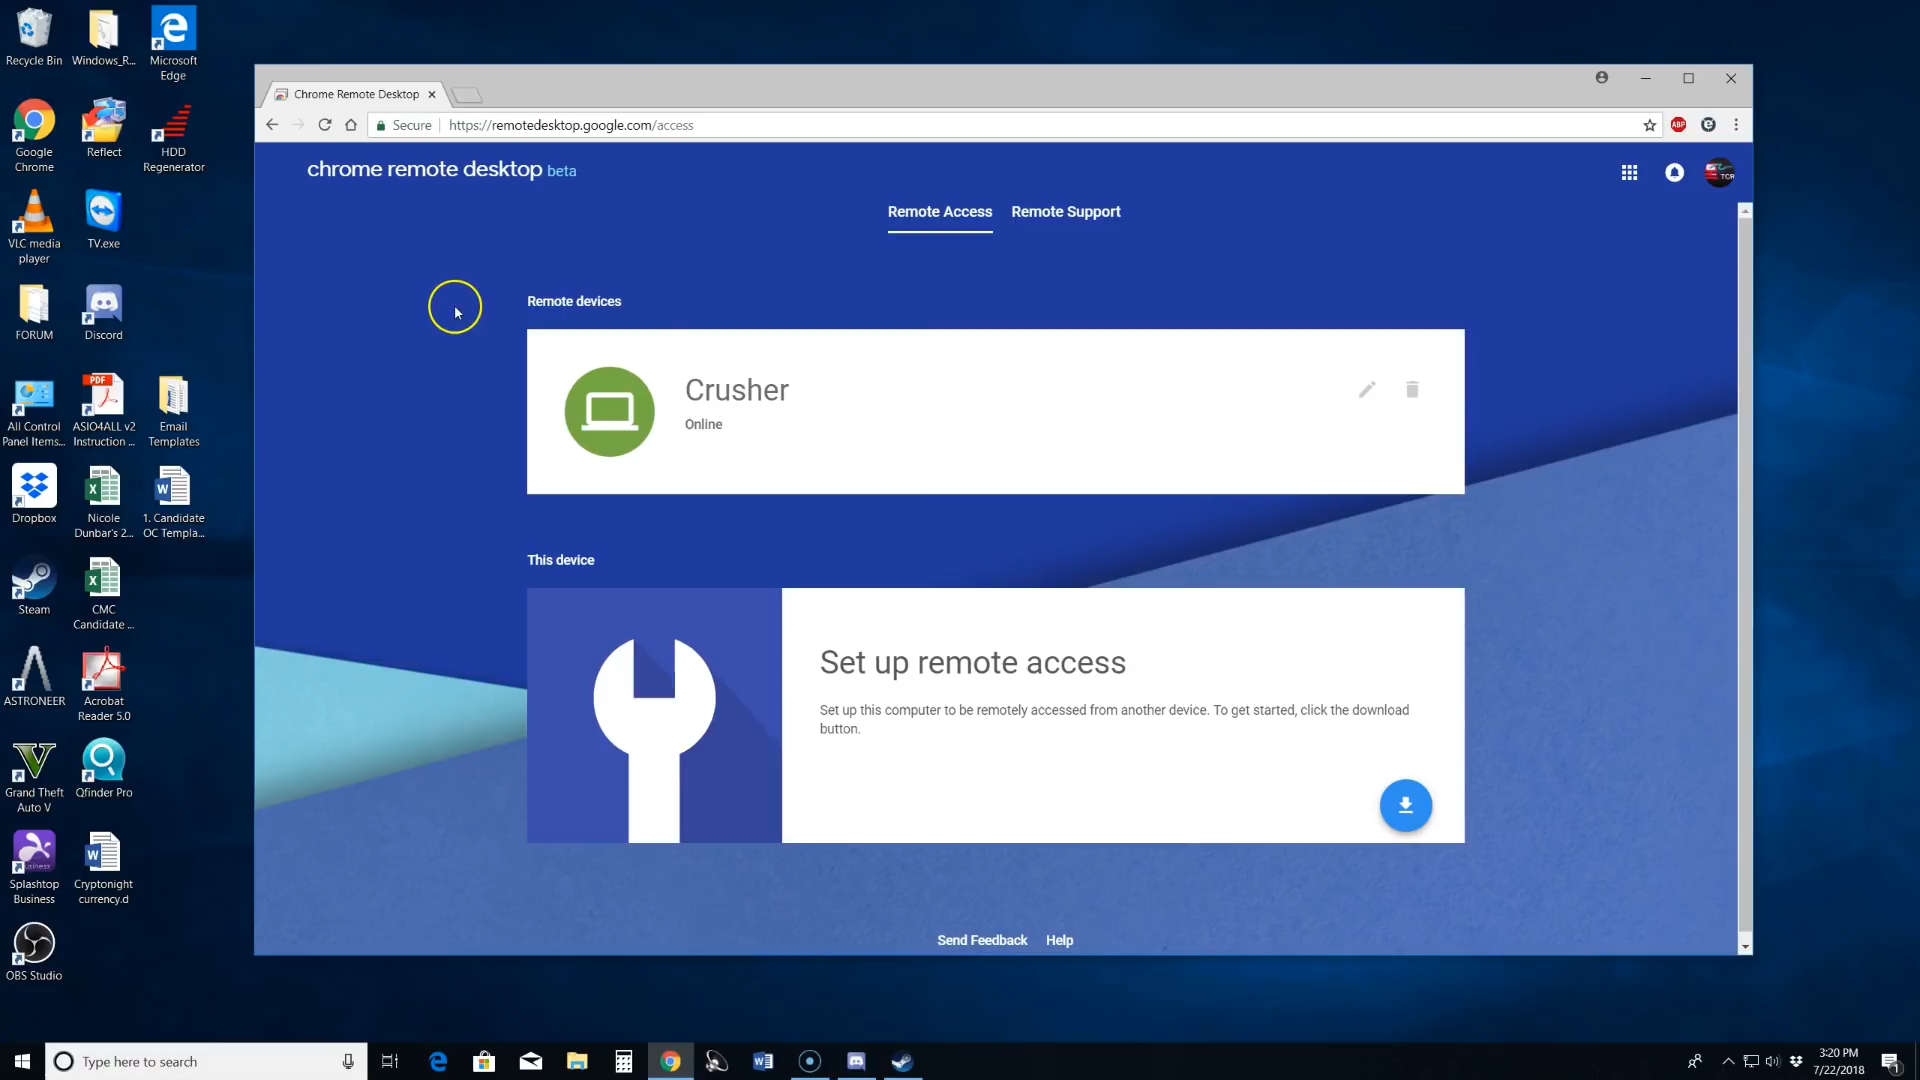 Recycle Bin
Windows_R...
Microsoft
Edge
Google
Chrome
Reflect
HDD
Regenerator
VLC media
player
TV.exe
FORUM
Discord
All Control
Panel Items...
PDF
ASIO4ALL v2
Instruction ...
Email
Templates
Dropbox
Nicole
Dunbar's 2...
1. Candidate
OC Templa...
Steam
CMC
Candidate ...
ASTRONEER
Acrobat
Reader 5.0
Grand Theft
Auto V
Qfinder Pro
Splashtop
Business
Cryptonight
currency.d
OBS Studio
Chrome Remote Desktop
Secure
https://remotedesktop.google.com/access
ABP
chrome remote desktop beta
TCR
Remote Access
Remote Support
Remote devices
Crusher
Online
This device
Set up remote access
Set up this computer to be remotely accessed from another device. To get started, click the download
button.
Send Feedback
Help
Type here to search
3:20 PM
7/22/2018
1